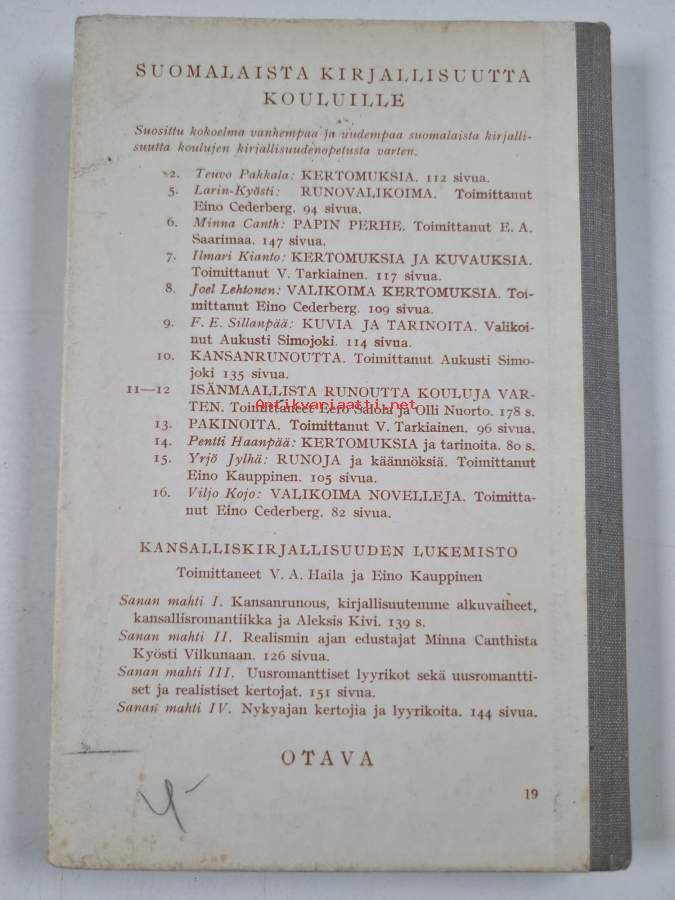 SUOMALAISTA KIRJALLISUUTTA
KOULUILLE
Suosittu kokoelma vanhempaa ja uudempaa suomalaista kirjalli-
suutta koulujen kirjallisuudenopetusta varten.
2. Teuvo Pakkala: KERTOMUKSIA. 112 sivua.
5. Larin-Kyösti: RUNOVALIKOIMA. Toimittanut
Eino Cederberg. 94 sivua.
6. Minna Canth: PAPIN PERHE. Toimittanut E. A.
Saarimaa. 147 sivua.
7. Ilmari Kianto: KERTOMUKSIA JA KUVAUKSIA.
Toimittanut V. Tarkiainen. 117 sivua.
8. Joel Lehtonen: VALIKOIMA KERTOMUKSIA. Toi-
mittanut Eino Cederberg. 109 sivua.
9. F. E. Sillanpää: KUVIA JA TARINOITA. Valikoi-
nut Aukusti Simojoki. 114 sivua.
10. KANSANRUNOUTTA. Toimittanut Aukusti Simo-
joki 135 sivua.
11—12 ISÄNMAALLISTA RUNOUTTA KOULUJA VAR-
Antikvariaatti.net
TEN. Toimittaneet Eero Salola ja Olli Nuorto. 178 s.
13. PAKINOITA. Toimittanut V. Tarkiainen. 96 sivua.
14. Pentti Haanpää: KERTOMUKSIA ja tarinoita. 80 s.
15. Yrjö Jylhä: RUNOJA ja käännöksiä. Toimittanut
Eino Kauppinen. 105 sivua.
16. Viljo Kojo: VALIKOIMA NOVELLEJA. Toimitta-
nut Eino Cederberg. 82 sivua.
KANSALLISKIRJALLISUUDEN LUKEMISTO
Toimittaneet V. A. Haila ja Eino Kauppinen
Sanan mahti I. Kansanrunous, kirjallisuutemme alkuvaiheet,
kansallisromantiikka ja Aleksis Kivi. 139 s.
Sanan mahti II. Realismin ajan edustajat Minna Canthista
Kyösti Vilkunaan. 126 sivua.
Sanan mahti III. Uusromanttiset lyyrikot sekä uusromantti-
set ja realistiset kertojat. 151 sivua.
Sanan mahti IV. Nykyajan kertojia ja lyyrikoita. 144 sivua.
OTAVA
19